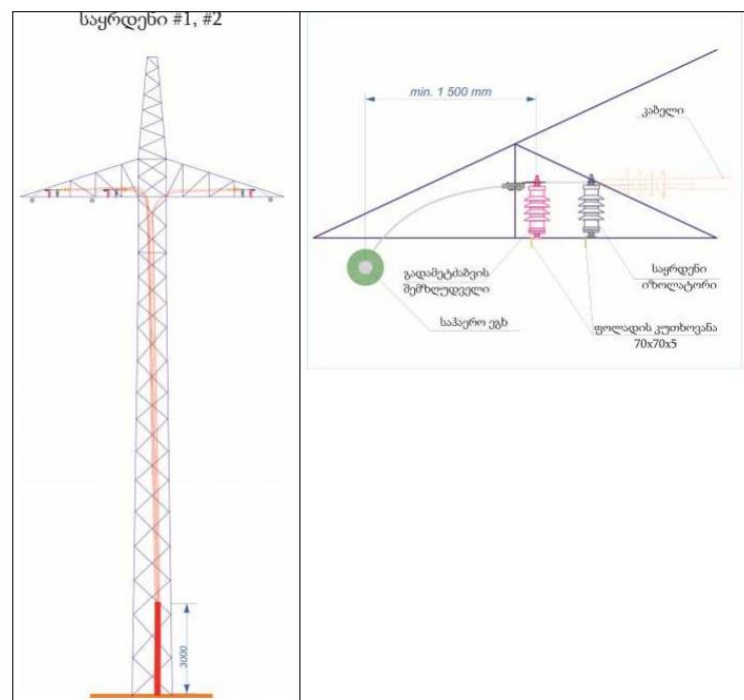 საყრდენი #1, #2
3000
min. 1 500 mm
კაბელი
გადამეტძაბვის
შემზღუდველი
საყრდენი
იზოლატორი
საჰაერო ეგხ
ფოლადის კუთხოვანა
70x70x5